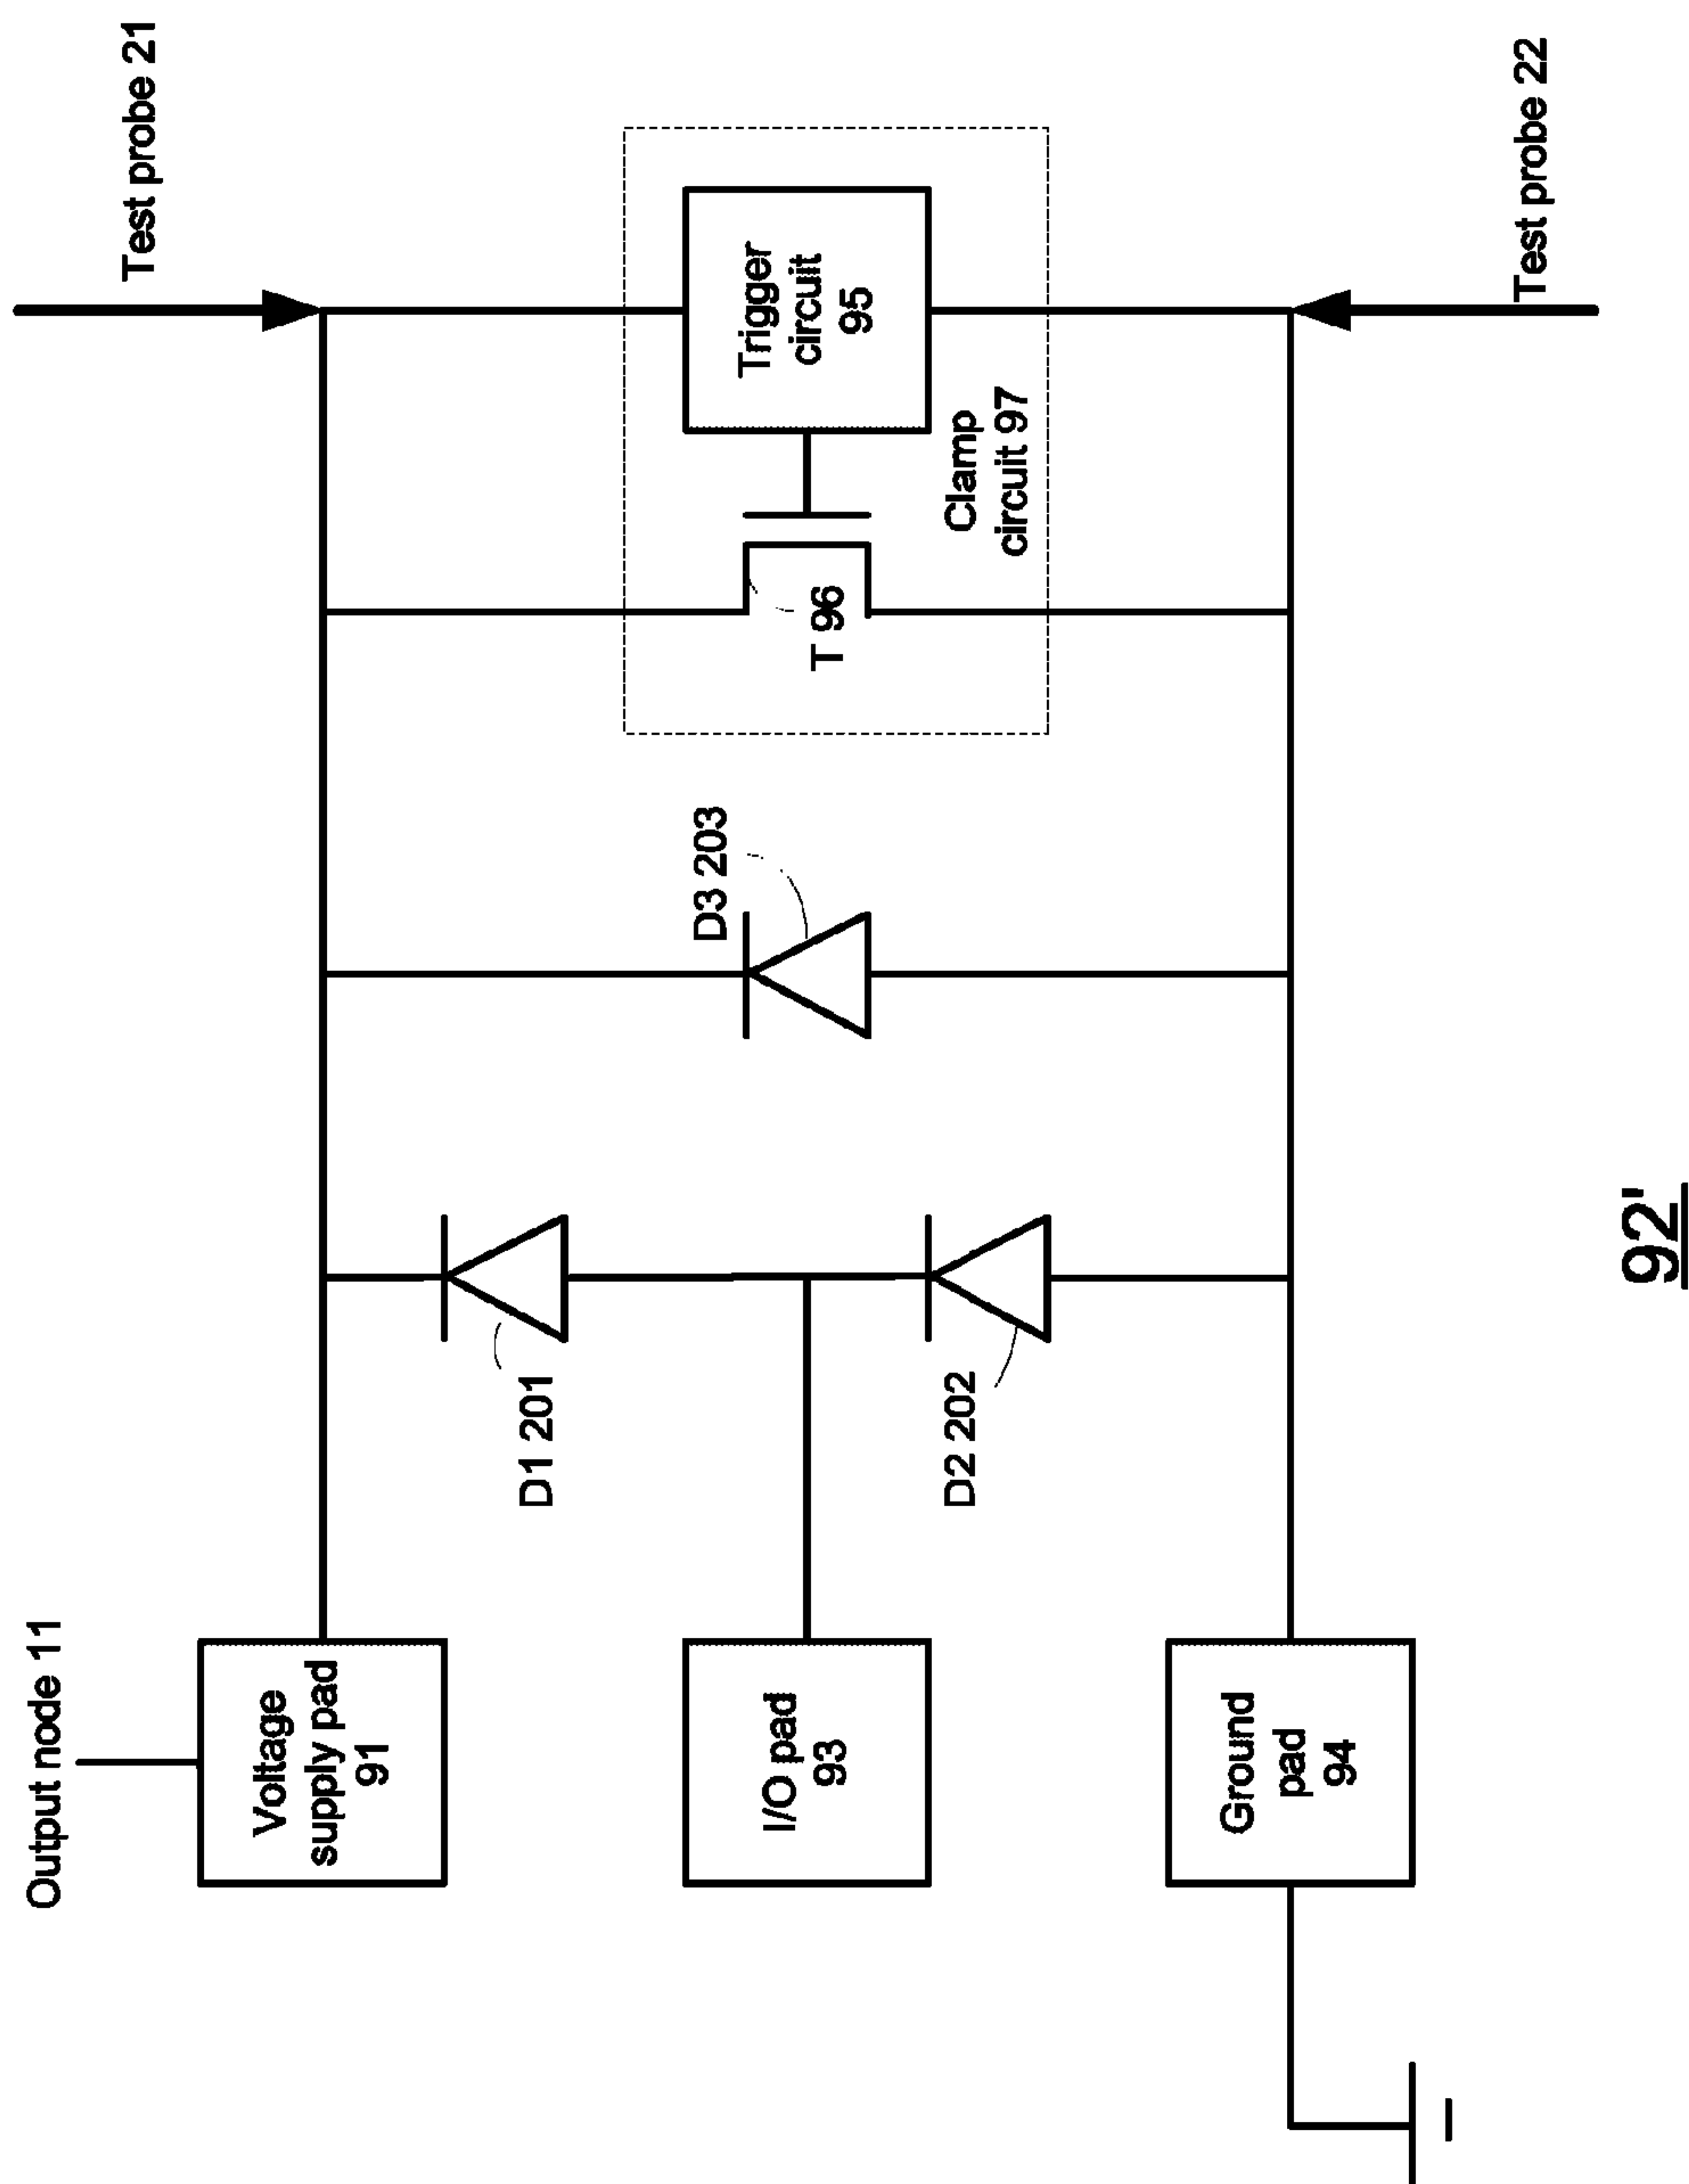 Output node 11
Voltage
supply pad
91
I/O pad
93
Ground
pad
94
D1 201
D2 202
D3 203
T 96
Clamp
circuit 97
Trigger
circuit
95
Test probe 21
Test probe 22
92'